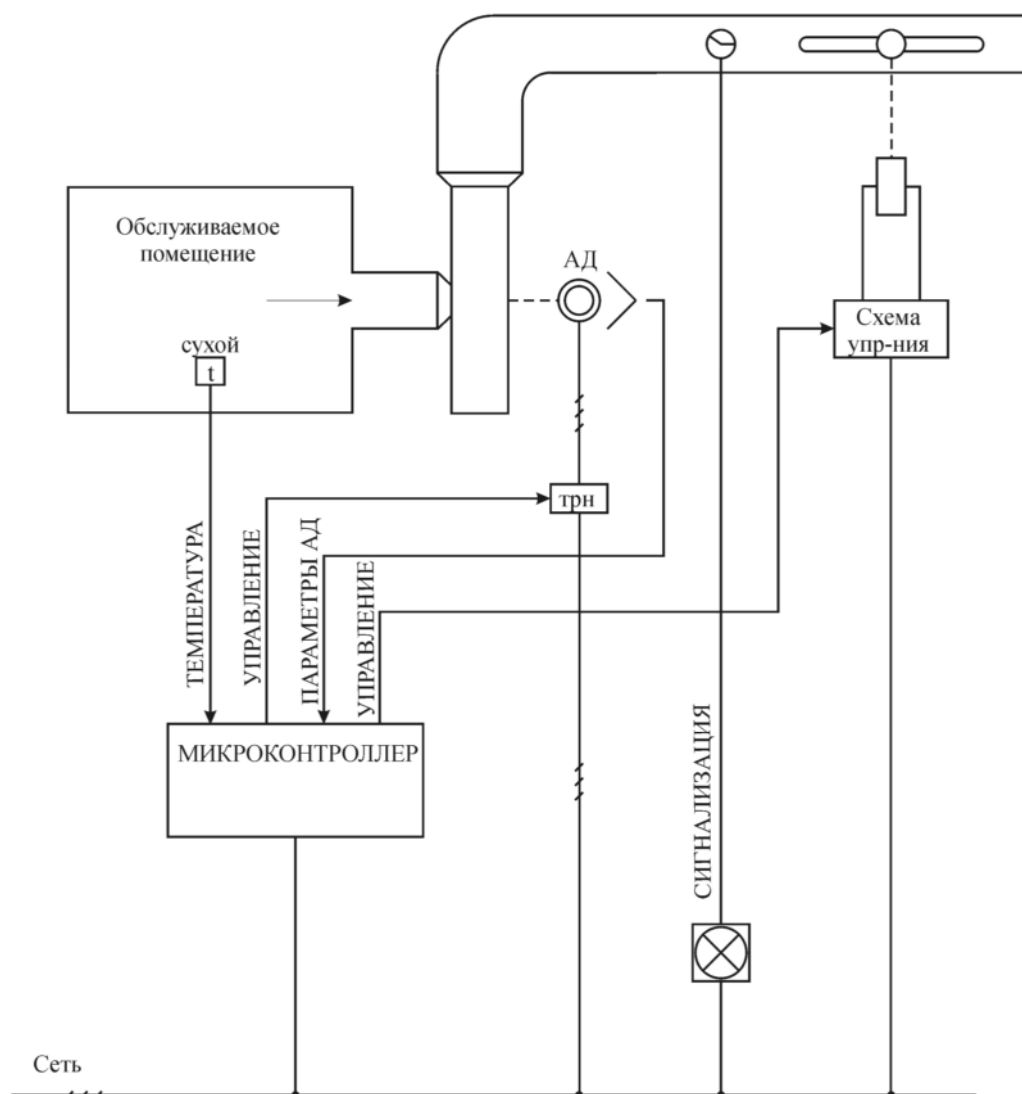 Обслуживаемое
помещение
АД
сухой
t
Схема
упр-ния
трн
ТЕМПЕРАТУРА
УПРАВЛЕНИЕ
ПАРАМЕТРЫ АД
УПРАВЛЕНИЕ
МИКРОКОНТРОЛЛЕР
СИГНАЛИЗАЦИЯ
Сеть